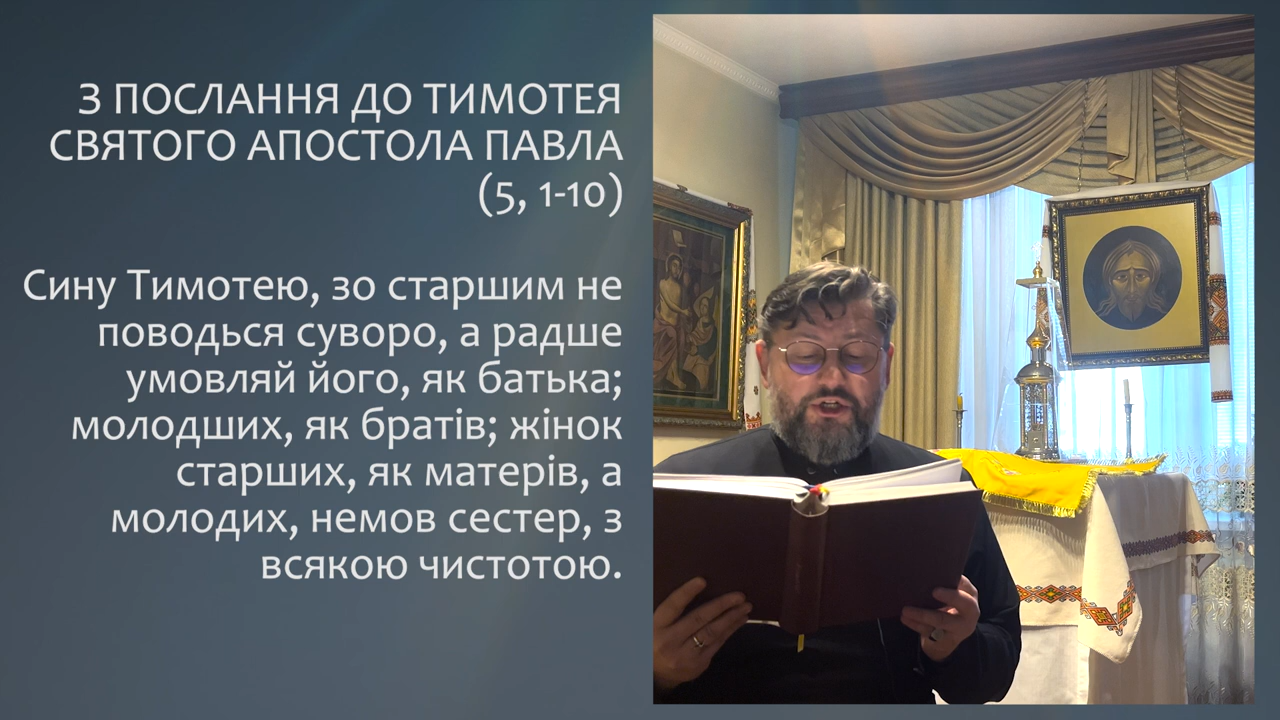 З ПОСЛАННЯ ДО ТИМОТЕЯ
СВЯТОГО АПОСТОЛА ПАВЛА
(5, 1-10)
Сину Тимотею, зо старшим не
поводься суворо, а радше
умовляй його, як батька;
молодших, як братів; жінок
старших, як матерів, а
молодих, немов сестер, з
всякою чистотою.